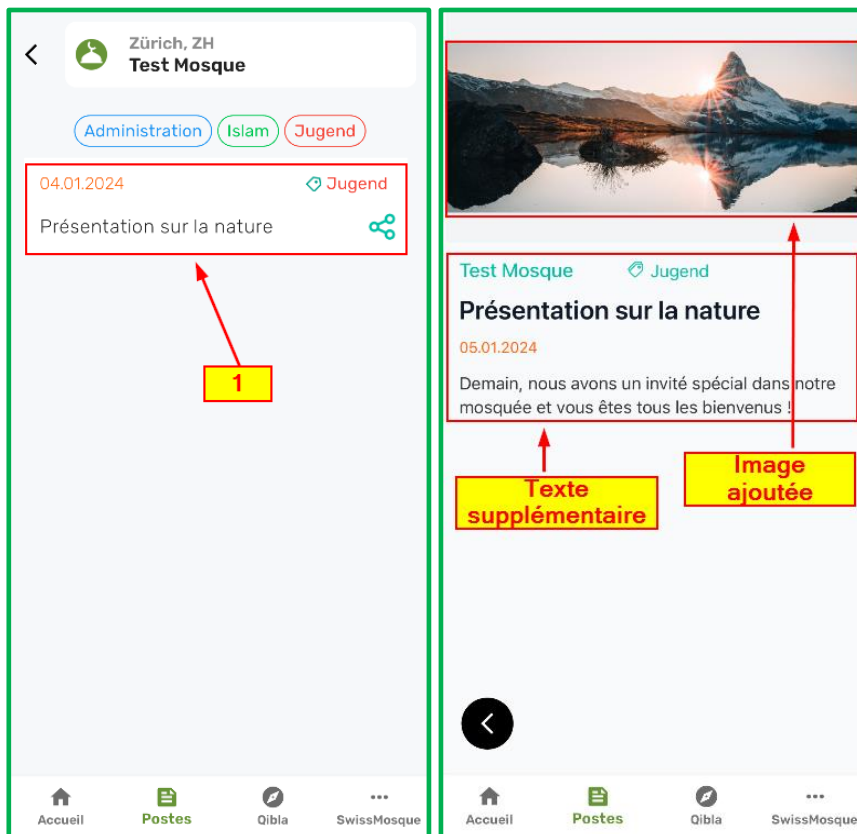 Zürich, ZH
Test Mosque
Administration Islam Jugend
04.01.2024 Jugend
Présentation sur la nature
1
Accueil Postes Qibla SwissMosque
Test Mosque Jugend
Présentation sur la nature
05.01.2024
Demain, nous avons un invité spécial dans notre
mosquée et vous êtes tous les bienvenus !
Texte
supplémentaire
Image
ajoutée
Accueil Postes Qibla SwissMosque